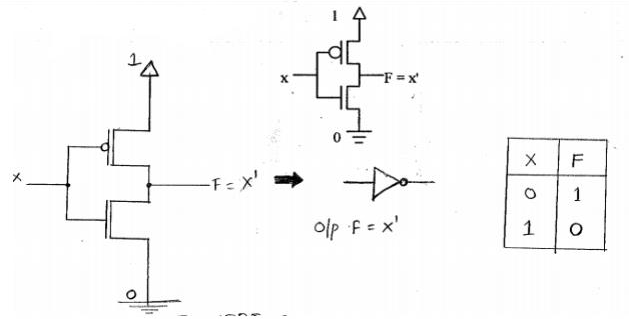 1
x
F = x'
0
1
x
F = x'
0
o/p F = x'
X F
0 1
1 0